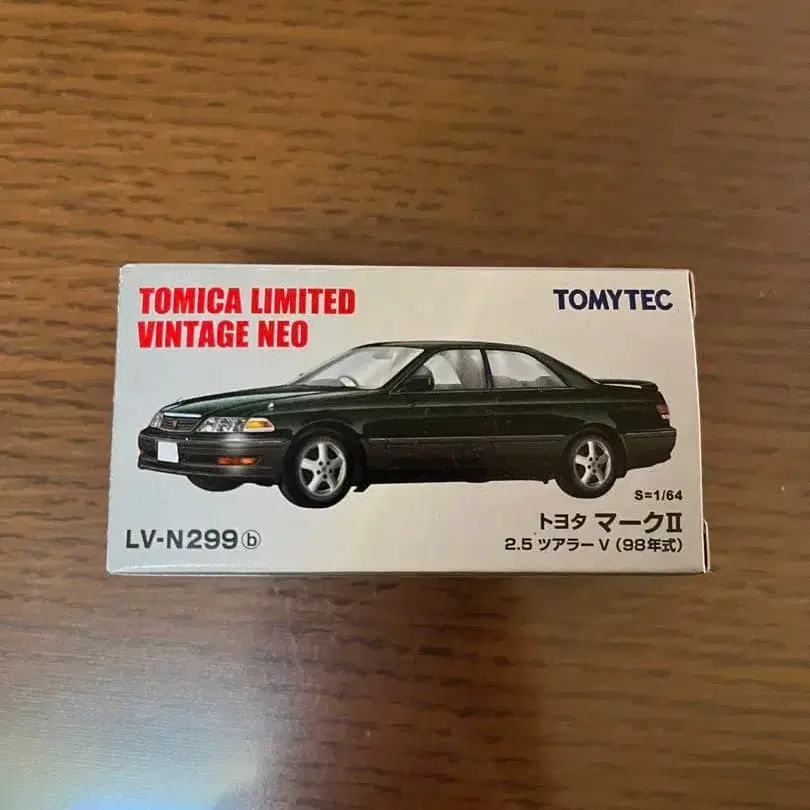 TOMICA LIMITED
VINTAGE NEO
TOMYTEC
S=1/64
LV-N299ⓑ
トヨタ マークII
2.5 ツアラー V (98年式)